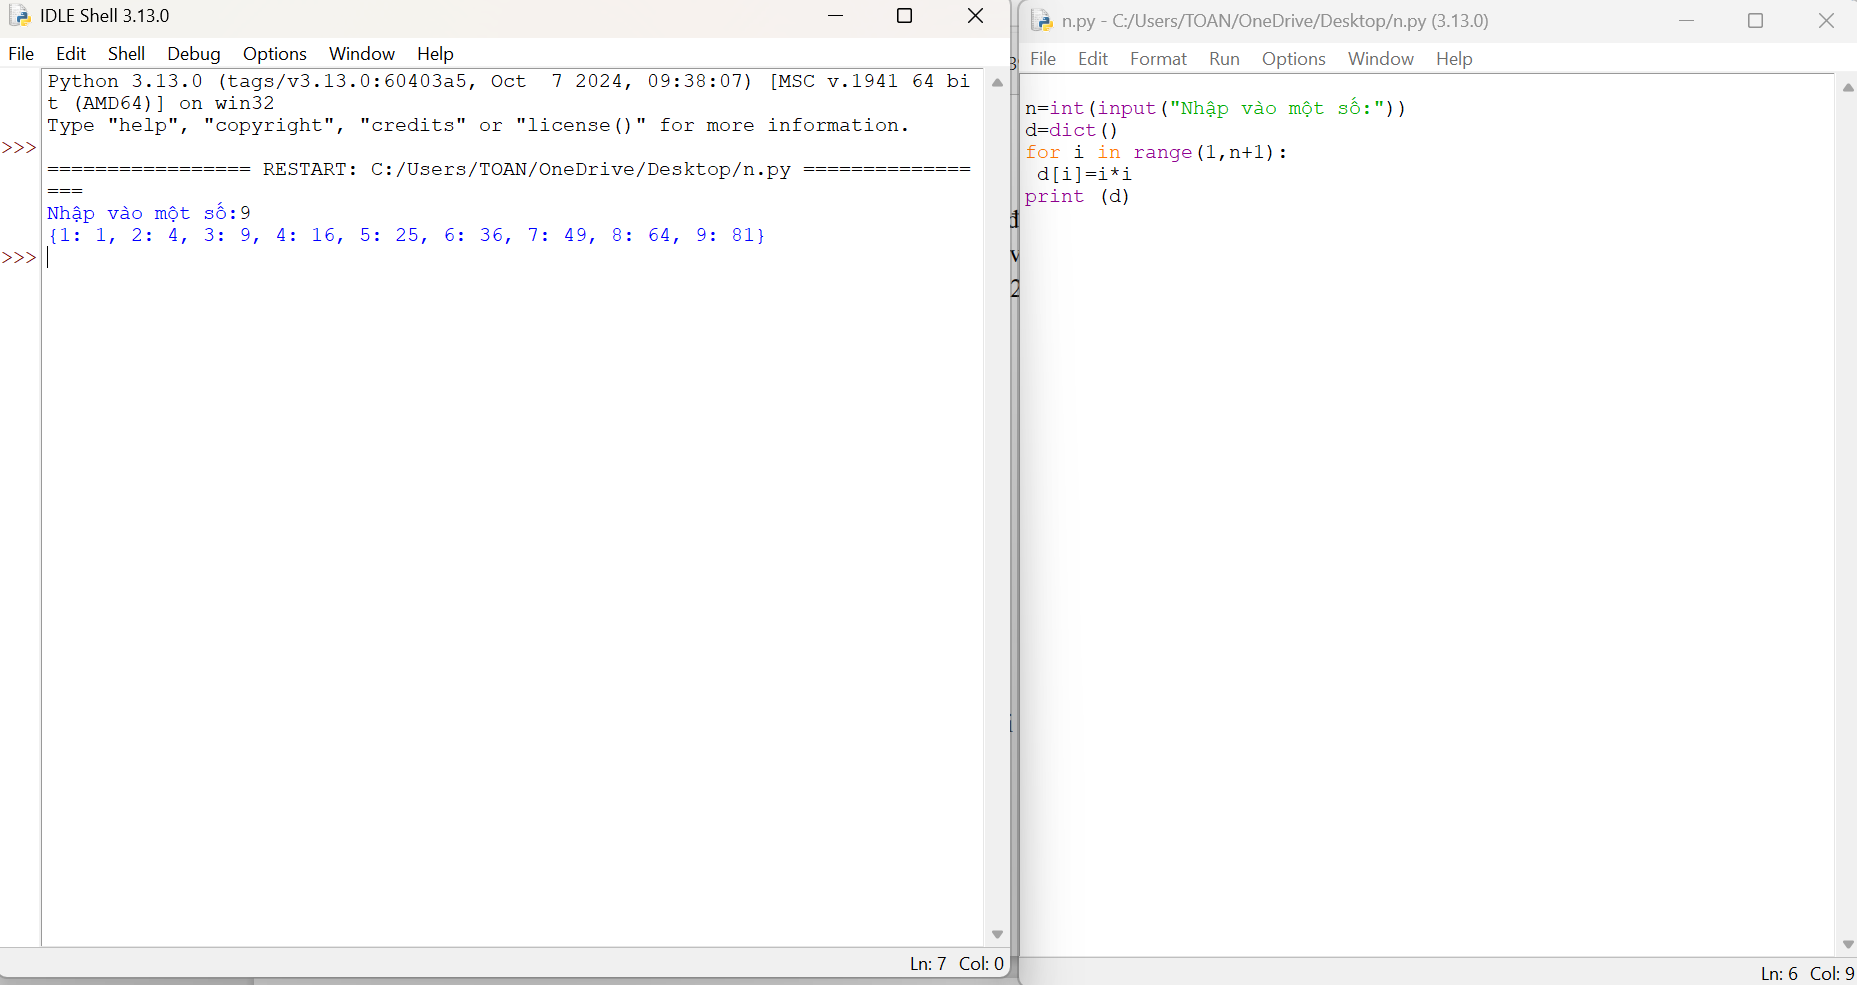 IDLE Shell 3.13.0
File Edit Shell Debug Options Window Help
Python 3.13.0 (tags/v3.13.0:60403a5, Oct  7 2024, 09:38:07) [MSC v.1941 64 bi
t (AMD64)] on win32
Type "help", "copyright", "credits" or "license()" for more information.
>>>
================= RESTART: C:/Users/TOAN/OneDrive/Desktop/n.py ==============
===
Nhập vào một số:9
{1: 1, 2: 4, 3: 9, 4: 16, 5: 25, 6: 36, 7: 49, 8: 64, 9: 81}
>>>
Ln: 7 Col: 0
n.py - C:/Users/TOAN/OneDrive/Desktop/n.py (3.13.0)
File Edit Format Run Options Window Help
n=int(input("Nhập vào một số:"))
d=dict()
for i in range(1,n+1):
 d[i]=i*i
print (d)
Ln: 6 Col: 9